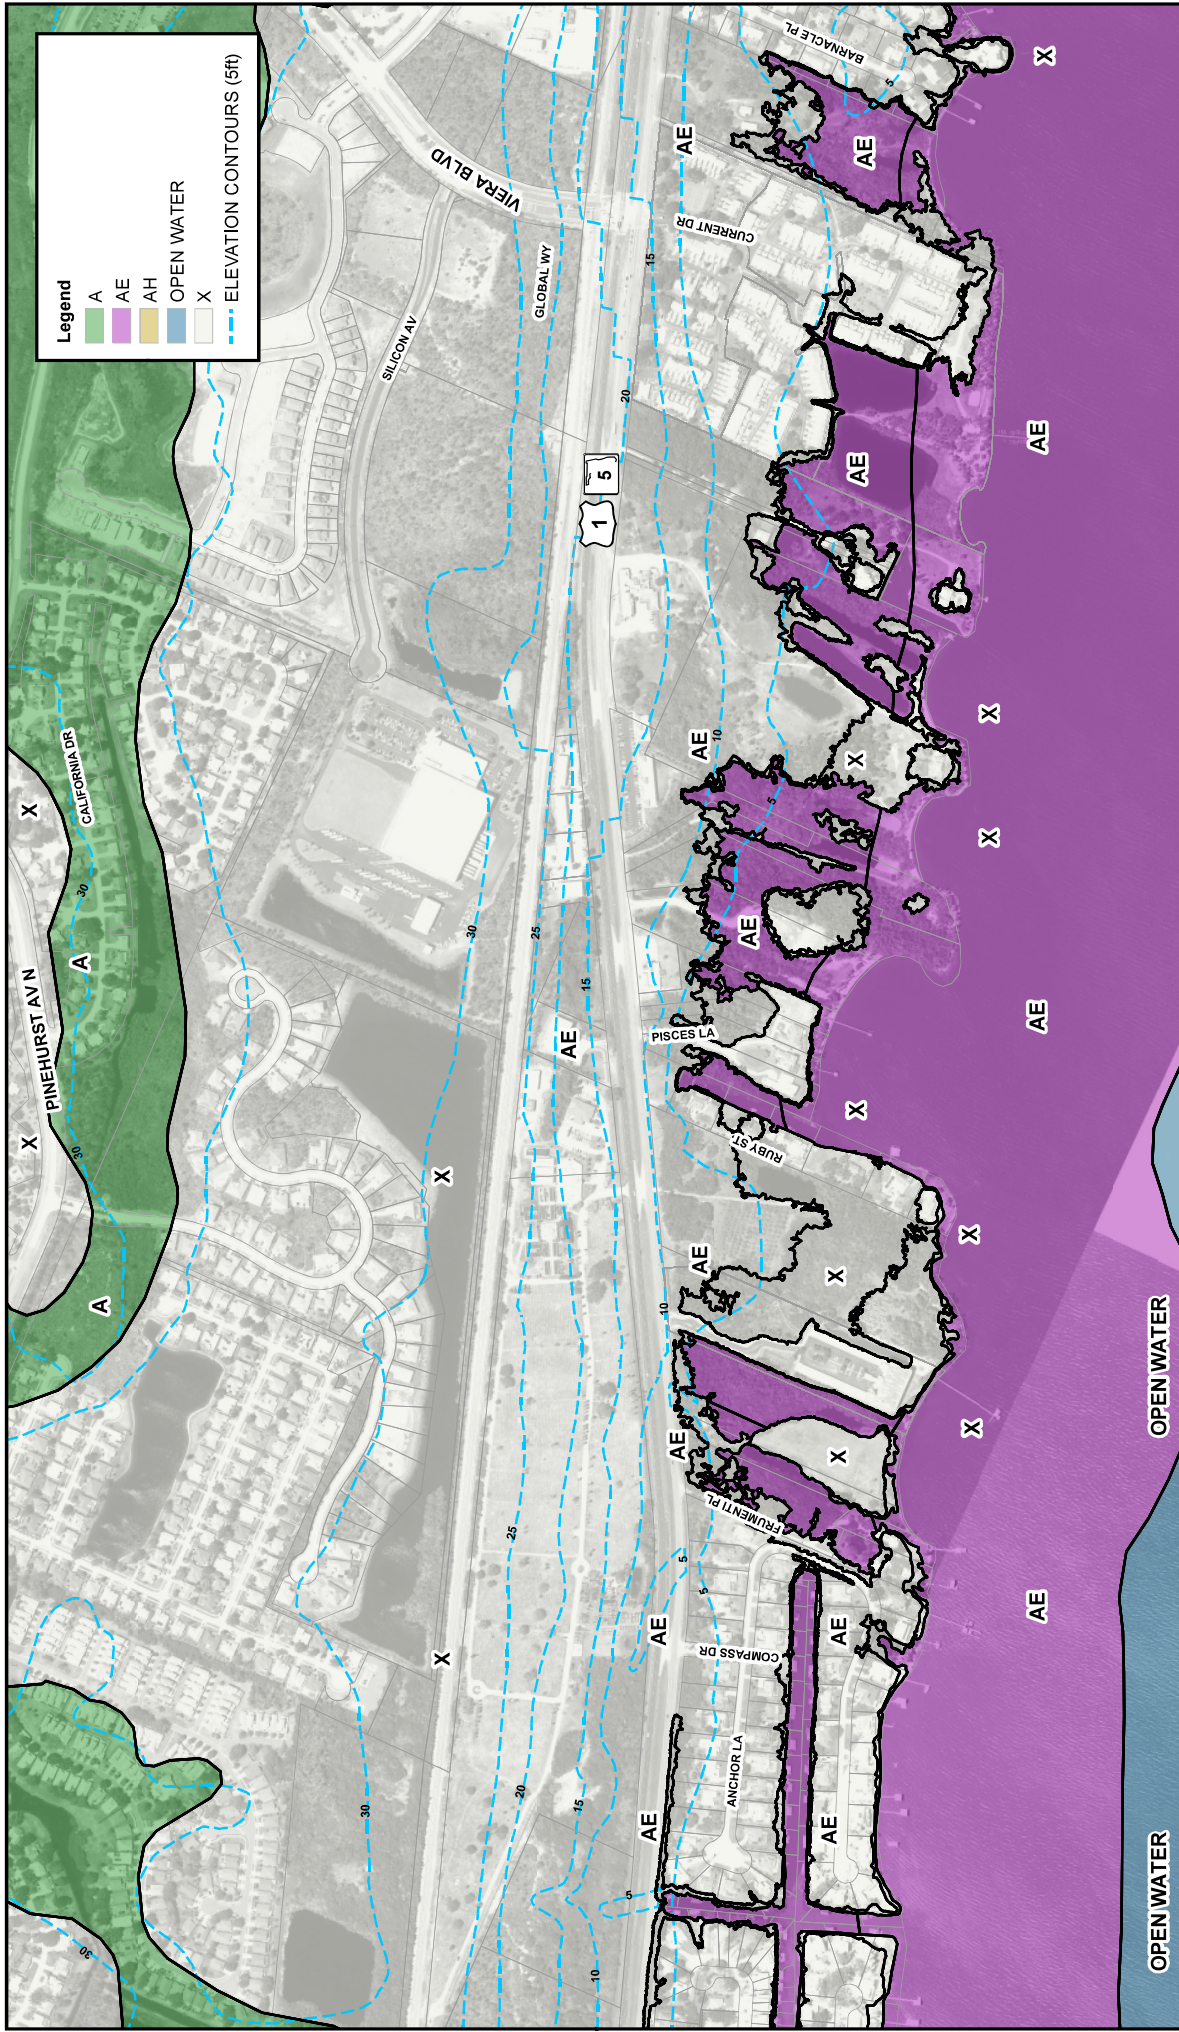 Legend
A
AE
AH
OPEN WATER
X
ELEVATION CONTOURS (5ft)
VIERA BLVD
BARNACLE PL
5
X
AE
AE
CURRENT DR
GLOBAL WY
15
SILICON AV
20
5
1
AE
AE
CALIFORNIA DR
X
30
A
PINEHURST AV N
X
30
A
AE
10
X
X
5
X
30
25
15
AE
AE
PISCES LA
AE
X
RUBY ST.
X
AE
X
X
10
OPEN WATER
AE
X
X
25
FRUMENTI PL
5
5
AE
AE
AE
COMPASS DR
X
ANCHOR LA
30
20
15
AE
AE
OPEN WATER
5
10
30